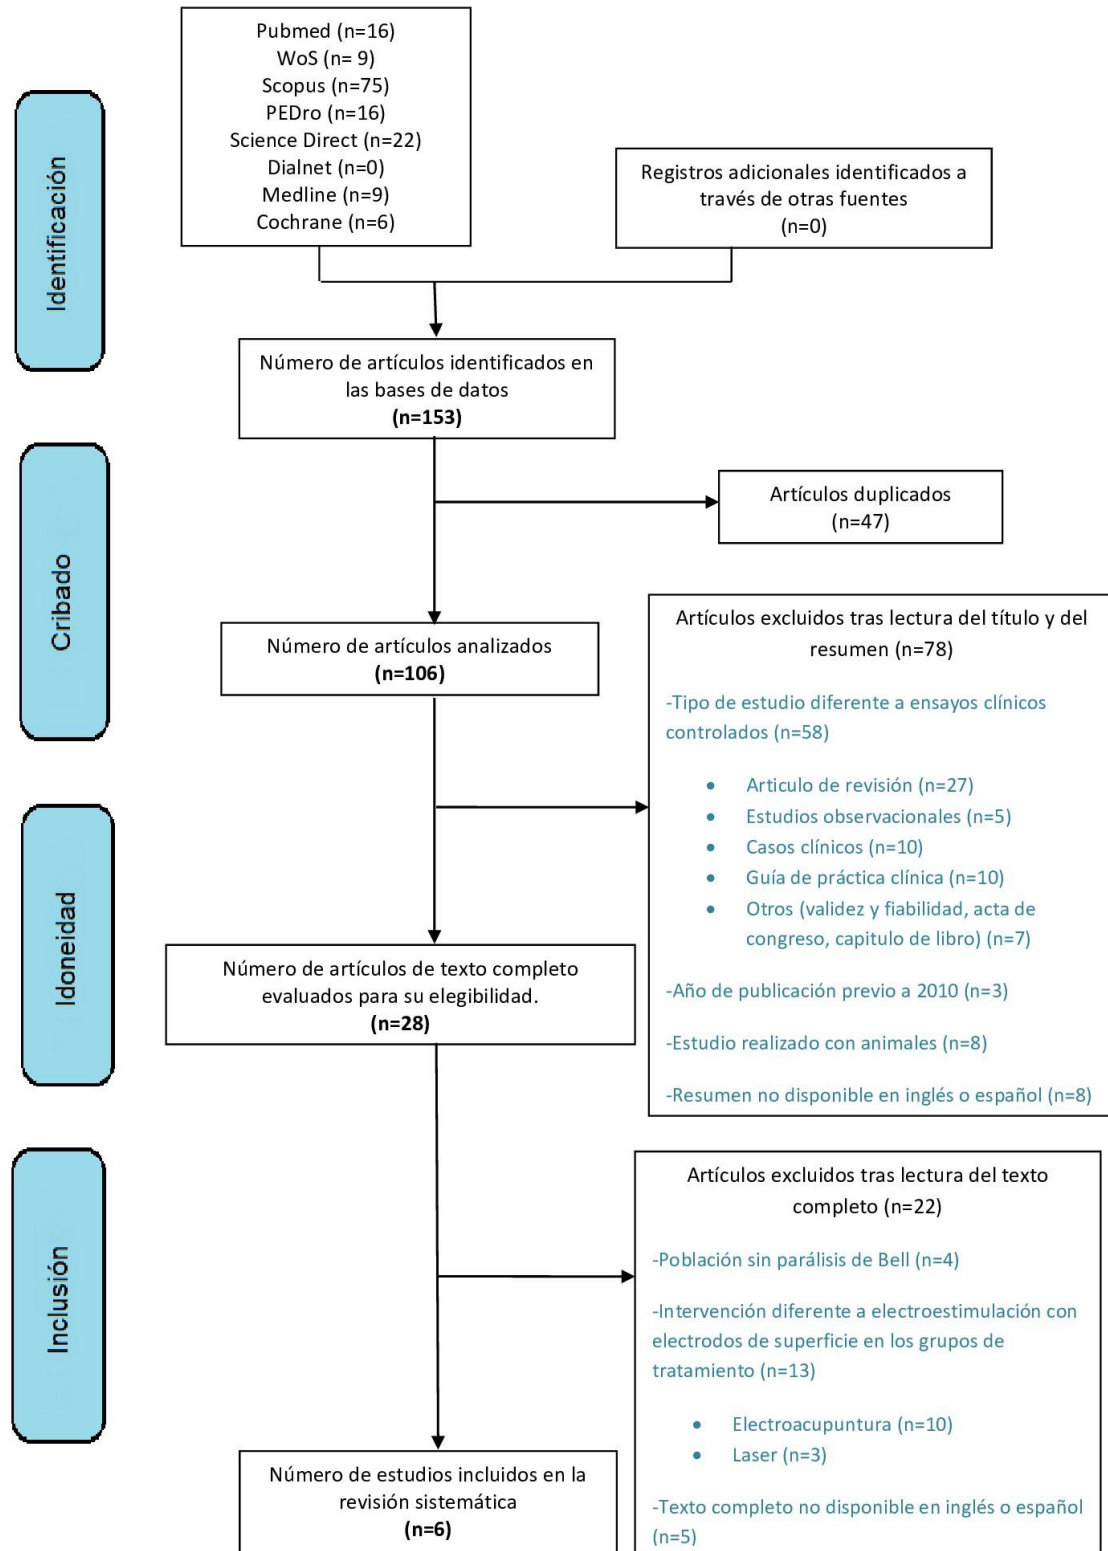 Identificación
Pubmed (n=16)
WoS (n= 9)
Scopus (n=75)
PEDro (n=16)
Science Direct (n=22)
Dialnet (n=0)
Medline (n=9)
Cochrane (n=6)
Registros adicionales identificados a
través de otras fuentes
(n=0)
Número de artículos identificados en
las bases de datos
(n=153)
Cribado
Artículos duplicados
(n=47)
Número de artículos analizados
(n=106)
Artículos excluidos tras lectura del título y del
resumen (n=78)
-Tipo de estudio diferente a ensayos clínicos
controlados (n=58)
• Articulo de revisión (n=27)
• Estudios observacionales (n=5)
• Casos clínicos (n=10)
• Guía de práctica clínica (n=10)
• Otros (validez y fiabilidad, acta de
congreso, capitulo de libro) (n=7)
-Año de publicación previo a 2010 (n=3)
-Estudio realizado con animales (n=8)
-Resumen no disponible en inglés o español (n=8)
Idoneidad
Número de artículos de texto completo
evaluados para su elegibilidad.
(n=28)
Inclusión
Artículos excluidos tras lectura del texto
completo (n=22)
-Población sin parálisis de Bell (n=4)
-Intervención diferente a electroestimulación con
electrodos de superficie en los grupos de
tratamiento (n=13)
• Electroacupuntura (n=10)
• Laser (n=3)
-Texto completo no disponible en inglés o español
(n=5)
Número de estudios incluidos en la
revisión sistemática
(n=6)